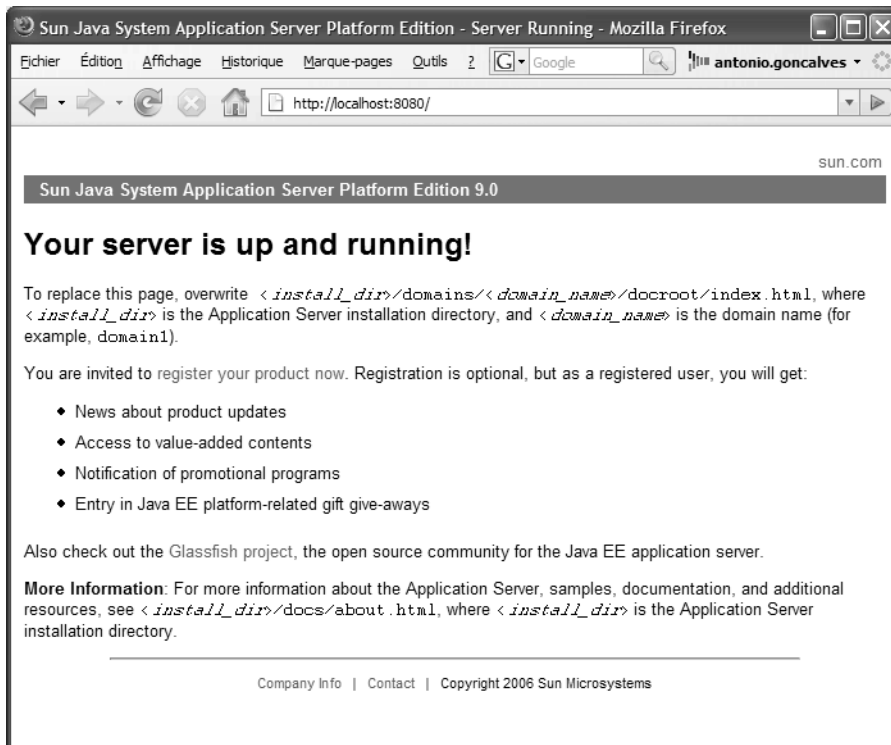 Sun Java System Application Server Platform Edition - Server Running - Mozilla Firefox
Fichier Édition Affichage Historique Marque-pages Outils ? G Google antonio.goncalves
http://localhost:8080/
sun.com
Sun Java System Application Server Platform Edition 9.0
Your server is up and running!
To replace this page, overwrite <install_dir>/domains/<domain_name>/docroot/index.html, where
<install_dir> is the Application Server installation directory, and <domain_name> is the domain name (for
example, domain1).
You are invited to register your product now. Registration is optional, but as a registered user, you will get:
• News about product updates
• Access to value-added contents
• Notification of promotional programs
• Entry in Java EE platform-related gift give-aways
Also check out the Glassfish project, the open source community for the Java EE application server.
More Information: For more information about the Application Server, samples, documentation, and additional
resources, see <install_dir>/docs/about.html, where <install_dir> is the Application Server
installation directory.
Company Info | Contact | Copyright 2006 Sun Microsystems